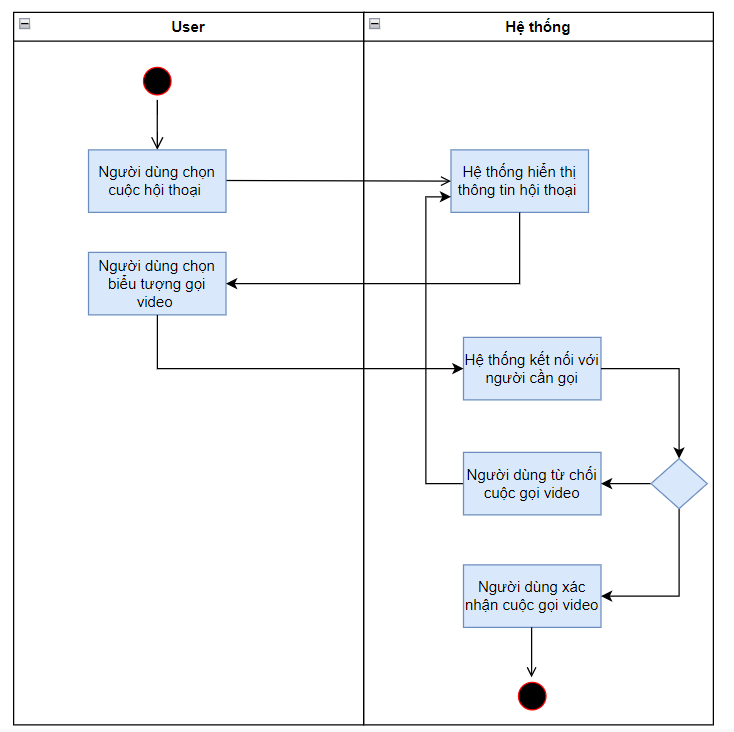 User
Hệ thống
Người dùng chọn
cuộc hội thoại
Hệ thống hiển thị
thông tin hội thoại
Người dùng chọn
biểu tượng gọi
video
Hệ thống kết nối với
người cần gọi
Người dùng từ chối
cuộc gọi video
Người dùng xác
nhận cuộc gọi video